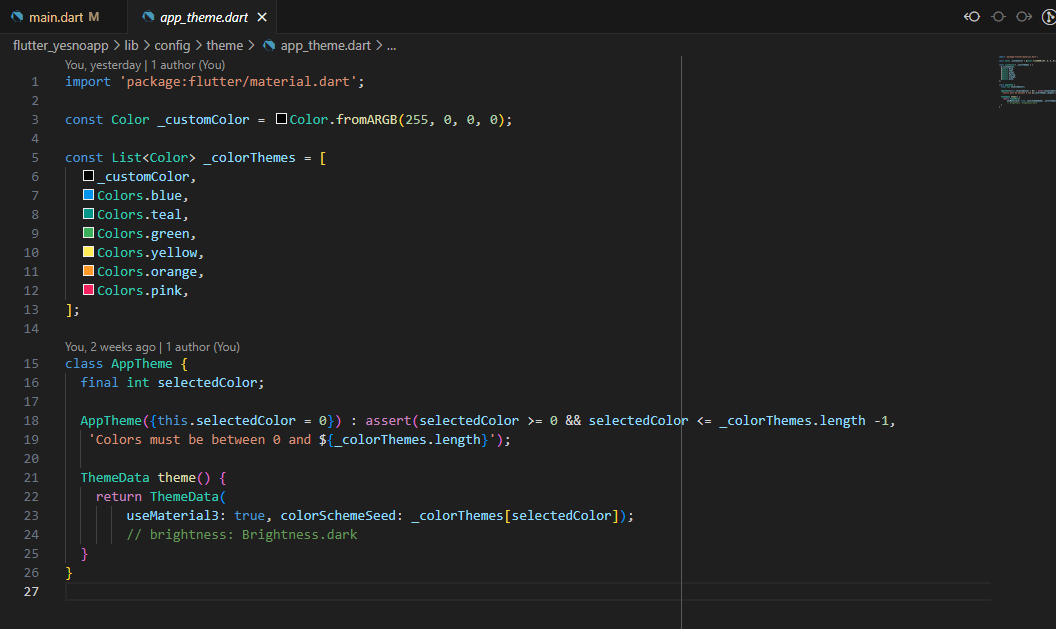 main.dart M app_theme.dart
flutter_yesnoapp > lib > config > theme > app_theme.dart > ...
You, yesterday | 1 author (You)
1 import 'package:flutter/material.dart';
2
3 const Color _customColor = Color.fromARGB(255, 0, 0, 0);
4
5 const List<Color> _colorThemes = [
6 _customColor,
7 Colors.blue,
8 Colors.teal,
9 Colors.green,
10 Colors.yellow,
11 Colors.orange,
12 Colors.pink,
13 ];
14
You, 2 weeks ago | 1 author (You)
15 class AppTheme {
16 final int selectedColor;
17
18 AppTheme({this.selectedColor = 0}) : assert(selectedColor >= 0 && selectedColor <= _colorThemes.length -1,
19 'Colors must be between 0 and ${_colorThemes.length}');
20
21 ThemeData theme() {
22 return ThemeData(
23 useMaterial3: true, colorSchemeSeed: _colorThemes[selectedColor]);
24 // brightness: Brightness.dark
25 }
26 }
27